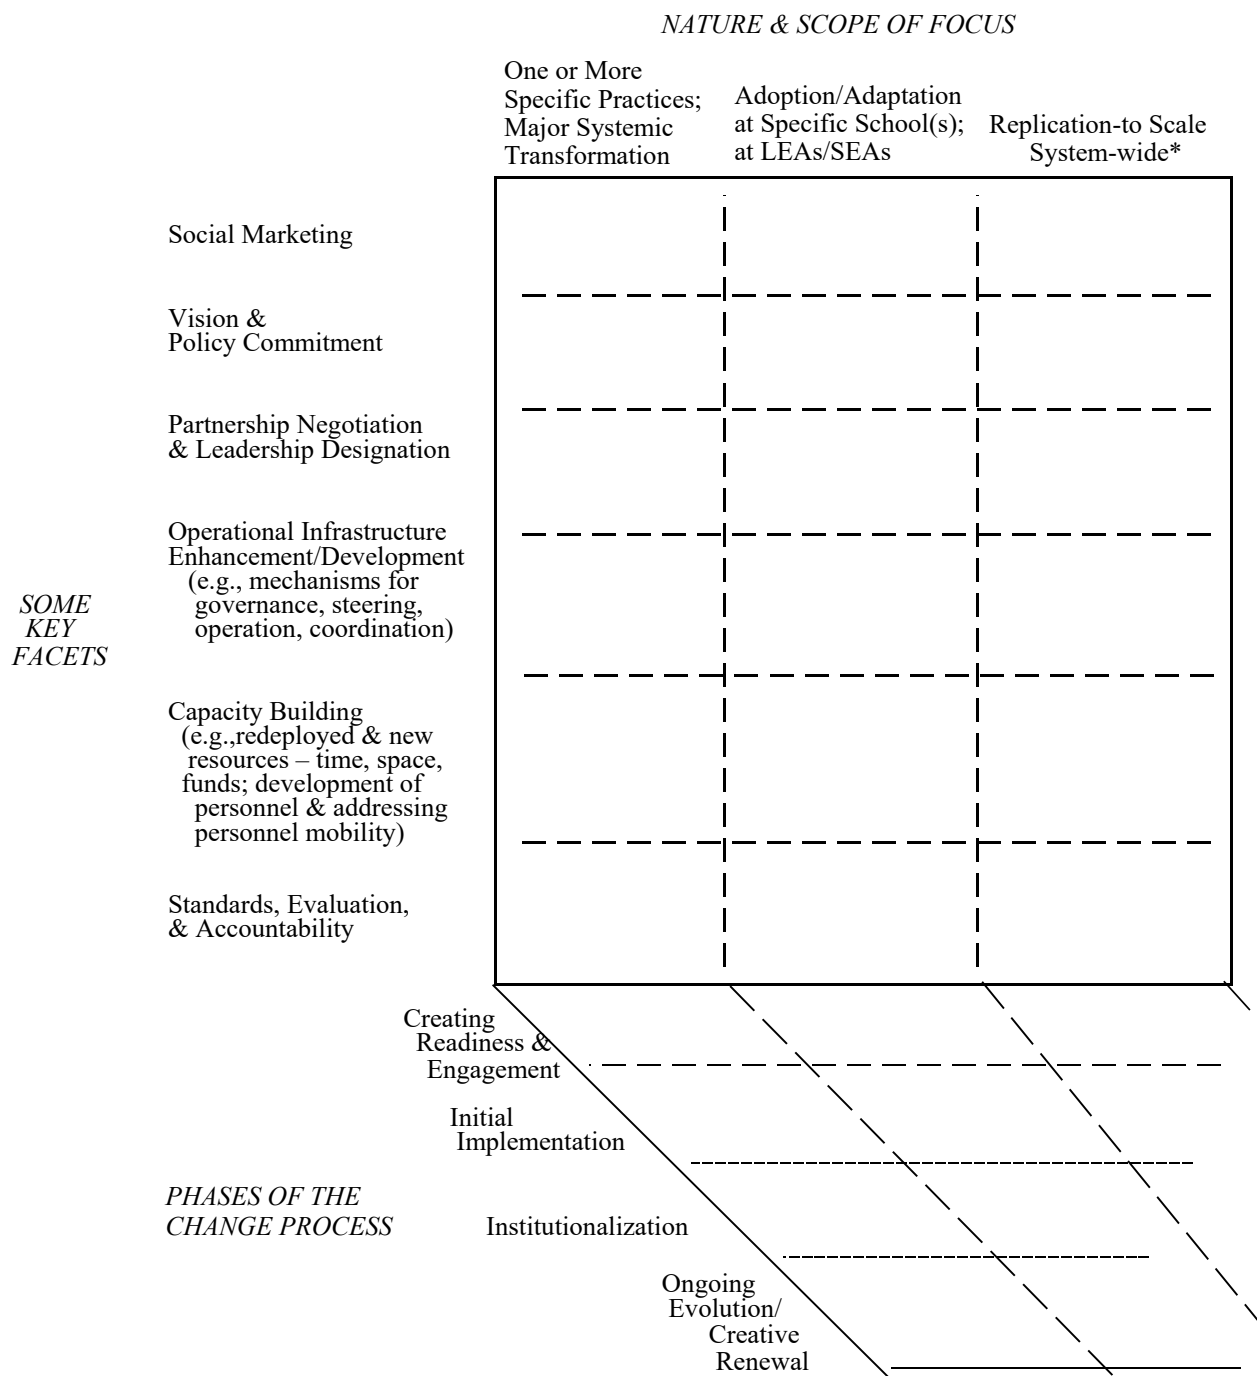 NATURE & SCOPE OF FOCUS
One or More
Specific Practices;
Major Systemic
Transformation
Adoption/Adaptation
at Specific School(s);
at LEAs/SEAs
Replication-to Scale
System-wide*
Social Marketing
Vision &
Policy Commitment
Partnership Negotiation
& Leadership Designation
Operational Infrastructure
Enhancement/Development
(e.g., mechanisms for
governance, steering,
operation, coordination)
SOME
KEY
FACETS
Capacity Building
(e.g.,redeployed & new
resources – time, space,
funds; development of
personnel & addressing
personnel mobility)
Standards, Evaluation,
& Accountability
Creating
Readiness &
Engagement
Initial
Implementation
PHASES OF THE
CHANGE PROCESS
Institutionalization
Ongoing
Evolution/
Creative
Renewal